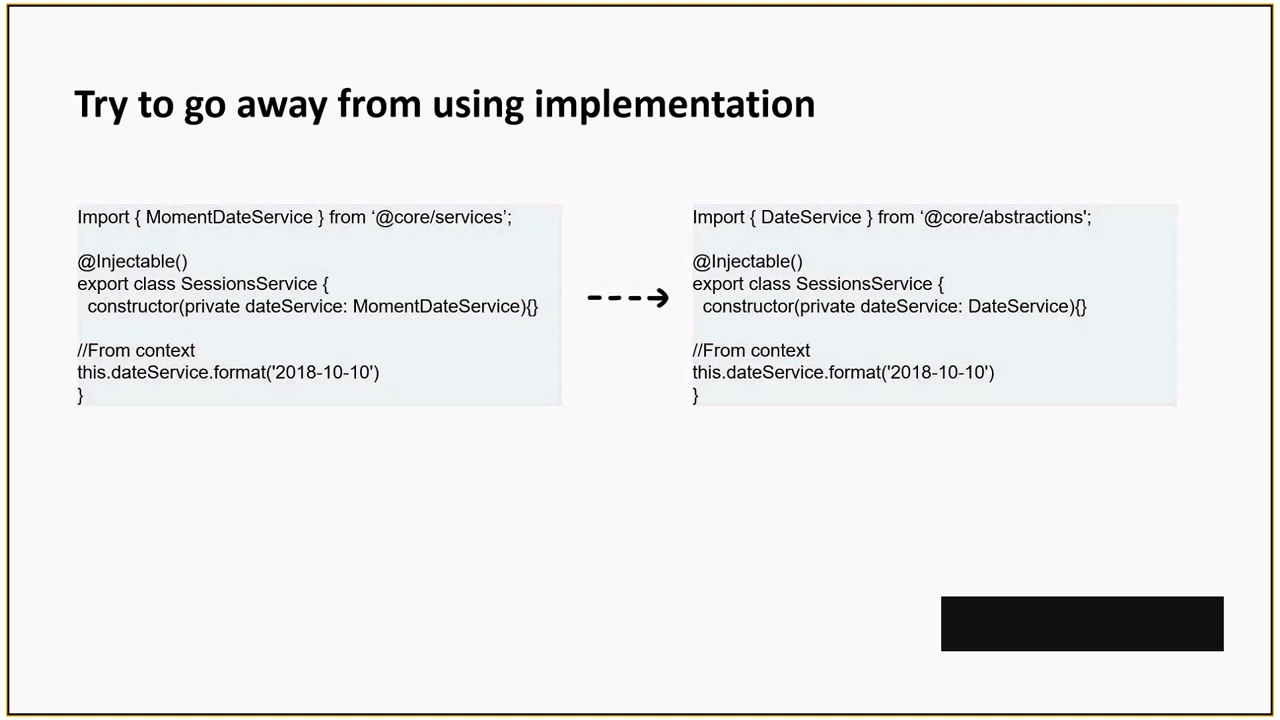 Try to go away from using implementation
Import { MomentDateService } from ‘@core/services’;
@Injectable()
export class SessionsService {
constructor(private dateService: MomentDateService){}
//From context
this.dateService.format('2018-10-10')
}
Import { DateService } from ‘@core/abstractions';
@Injectable()
export class SessionsService {
constructor(private dateService: DateService){}
//From context
this.dateService.format('2018-10-10')
}